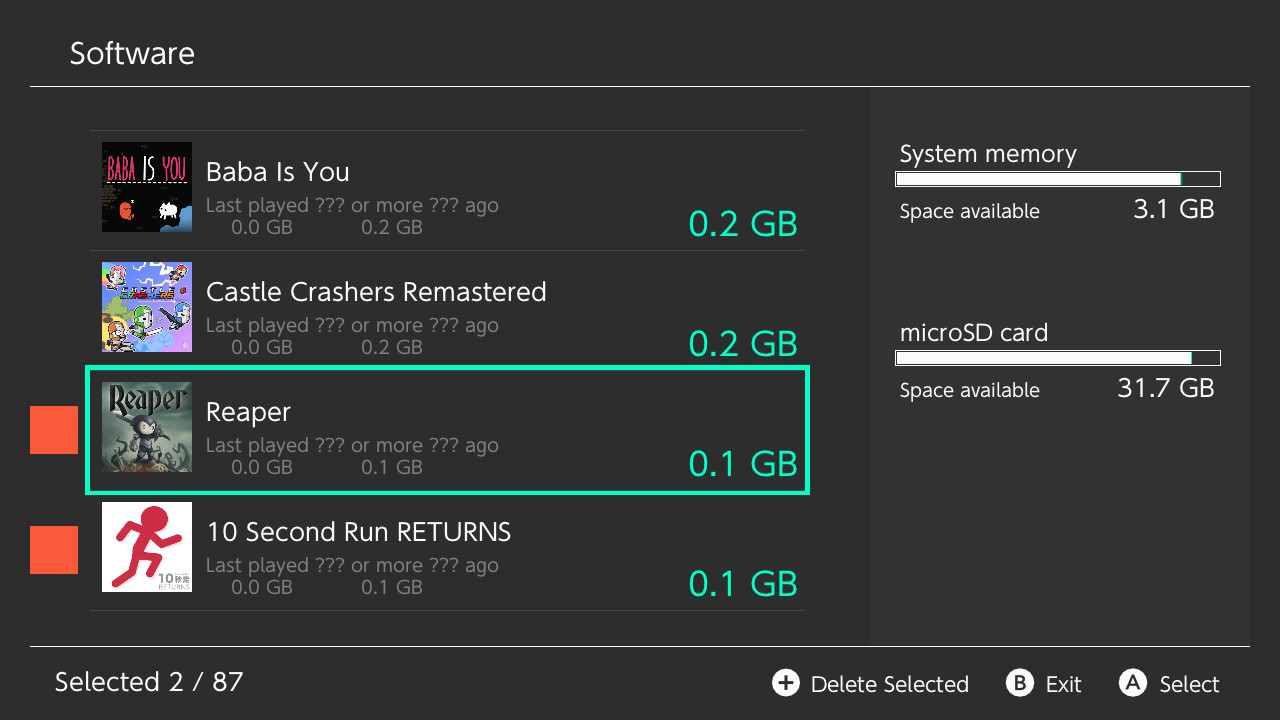 Software
BABA IS YOU
Baba Is You
Last played ??? or more ??? ago
0.0 GB 0.2 GB
0.2 GB
CASTLE
CRASHERS
Castle Crashers Remastered
Last played ??? or more ??? ago
0.0 GB 0.2 GB
0.2 GB
Reaper
Reaper
Last played ??? or more ??? ago
0.0 GB 0.1 GB
0.1 GB
10秒走
RETURNS
10 Second Run RETURNS
Last played ??? or more ??? ago
0.0 GB 0.1 GB
0.1 GB
System memory
Space available 3.1 GB
microSD card
Space available 31.7 GB
Selected 2 / 87
+ Delete Selected B Exit A Select